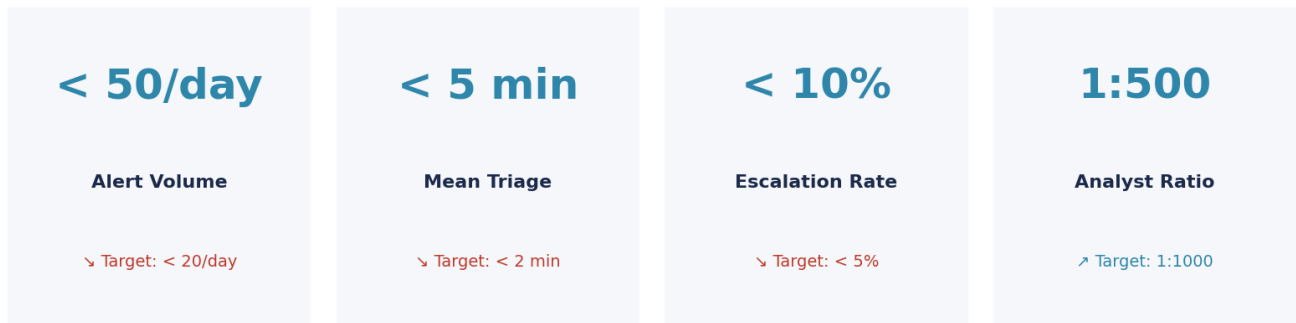 < 50/day
Alert Volume
↘ Target: < 20/day
< 5 min
Mean Triage
↘ Target: < 2 min
< 10%
Escalation Rate
↘ Target: < 5%
1:500
Analyst Ratio
↗ Target: 1:1000